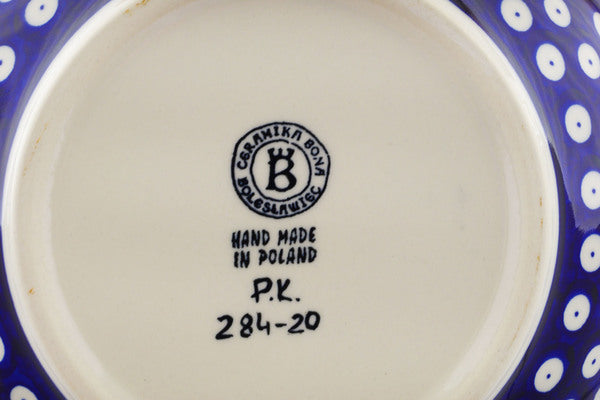 CERAMIKA BONA
BOLESŁAWIEC
B
HAND MADE
IN POLAND
P.K.
284-20